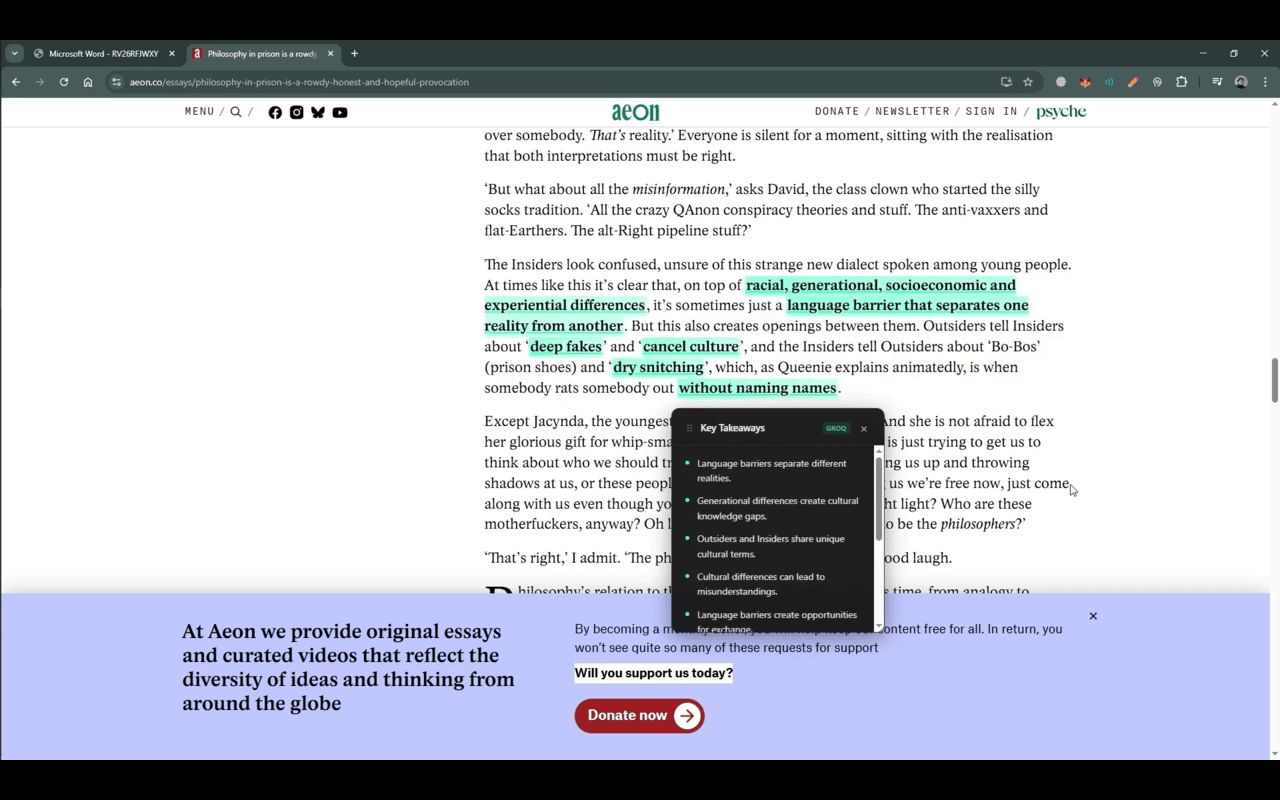 Microsoft Word - RV26RFJWXY
Philosophy in prison is a rowdy
aeon.co/essays/philosophy-in-prison-is-a-rowdy-honest-and-hopeful-provocation
MENU /
/
aeon
DONATE / NEWSLETTER / SIGN IN / psyche
over somebody. That's reality.' Everyone is silent for a moment, sitting with the realisation
that both interpretations must be right.
'But what about all the misinformation,' asks David, the class clown who started the silly
socks tradition. 'All the crazy QAnon conspiracy theories and stuff. The anti-vaxxers and
flat-Earthers. The alt-Right pipeline stuff?'
The Insiders look confused, unsure of this strange new dialect spoken among young people.
At times like this it's clear that, on top of racial, generational, socioeconomic and
experiential differences, it's sometimes just a language barrier that separates one
reality from another. But this also creates openings between them. Outsiders tell Insiders
about 'deep fakes' and 'cancel culture', and the Insiders tell Outsiders about 'Bo-Bos'
(prison shoes) and 'dry snitching', which, as Queenie explains animatedly, is when
somebody rats somebody out without naming names.
Except Jacynda, the youngest And she is not afraid to flex
her glorious gift for whip-sma is just trying to get us to
think about who we should tr ng us up and throwing
shadows at us, or these peopl us we're free now, just come
along with us even though yo ht light? Who are these
motherfuckers, anyway? Oh l o be the philosophers?'
'That's right,' I admit. 'The ph ood laugh.
Philosophy's relation to th s time, from analogy to
Key Takeaways
GROQ
Language barriers separate different
realities.
Generational differences create cultural
knowledge gaps.
Outsiders and Insiders share unique
cultural terms.
Cultural differences can lead to
misunderstandings.
Language barriers create opportunities
for exchange.
At Aeon we provide original essays
and curated videos that reflect the
diversity of ideas and thinking from
around the globe
By becoming a content free for all. In return, you
won't see quite so many of these requests for support
Will you support us today?
Donate now